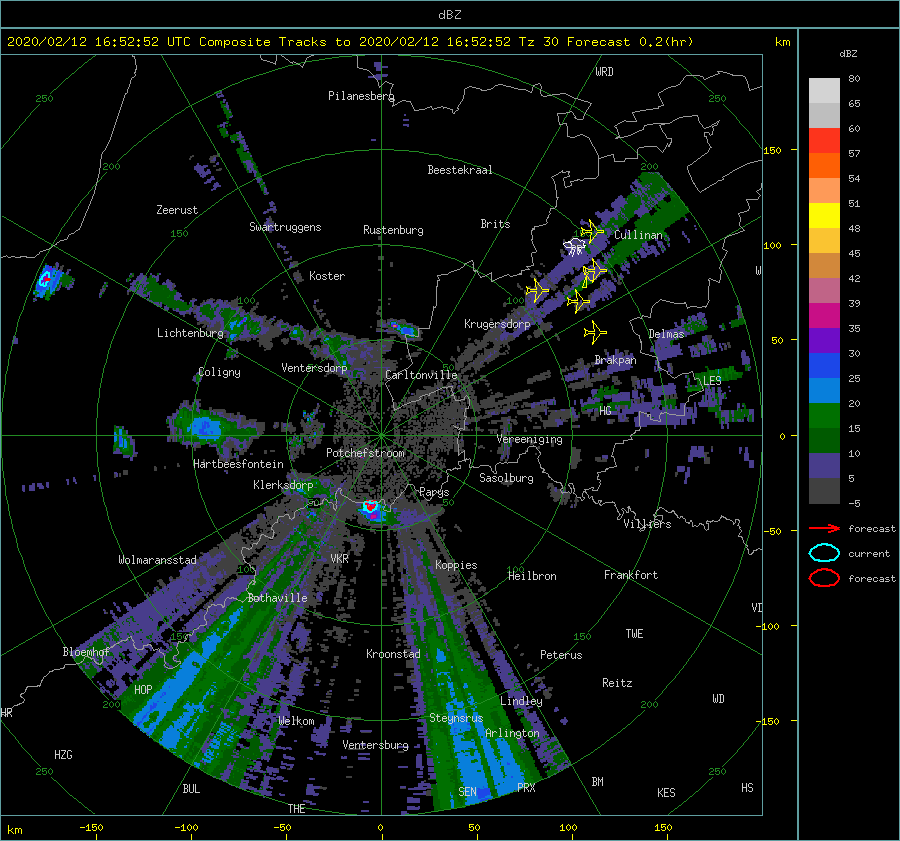 dBZ
2020/02/12 16:52:52 UTC Composite Tracks to 2020/02/12 16:52:52 Tz 30 Forecast 0.2(hr)
km
dBZ
WRD
250
250
Pilanesberg
80
65
60
57
54
51
48
45
42
39
35
30
25
20
15
10
5
-5
forecast
current
forecast
150
200
200
Beestekraal
Zeerust
Swartruggens
Rustenburg
Brits
150
150
Cullinan
100
Koster
W
100
100
Lichtenburg
Krugersdorp
Delmas
50
Coligny
Ventersdorp
Carltonville
Brakpan
50
LES
HG
0
Vereeniging
Potchefstroom
Hartbeesfontein
Sasolburg
Klerksdorp
Parys
50
50
Villiers
-50
Wolmaransstad
VKR
Koppies
100
100
Heilbron
Frankfort
Bothaville
VD
-100
150
150
TWE
Bloemhof
Kroonstad
Peterus
Reitz
HOP
WD
200
200
Lindley
HR
Welkom
Steynsrus
-150
Arlington
Ventersburg
HZG
250
250
BUL
SEN
PRX
BM
KES
HS
THE
km
-150
-100
-50
0
50
100
150